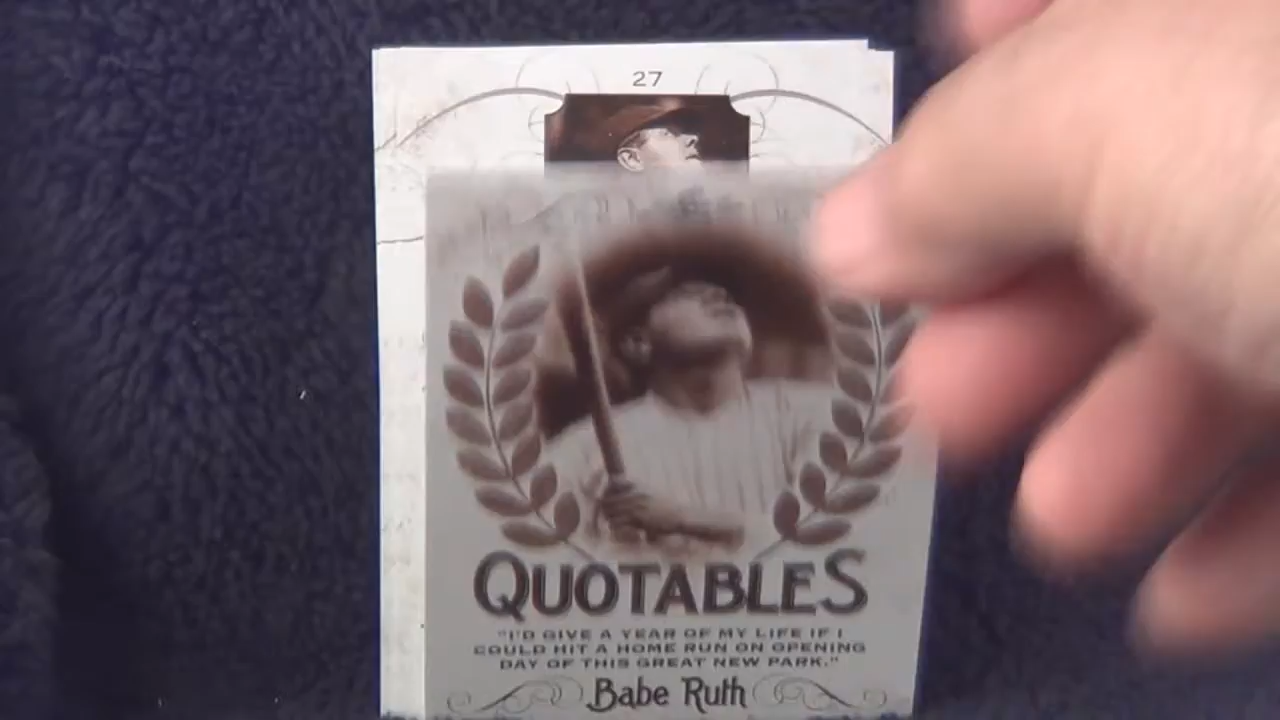 27
QUOTABLES
"I'D GIVE A YEAR OF MY LIFE IF I
COULD HIT A HOME RUN ON OPENING
DAY OF THIS GREAT NEW PARK."
Babe Ruth